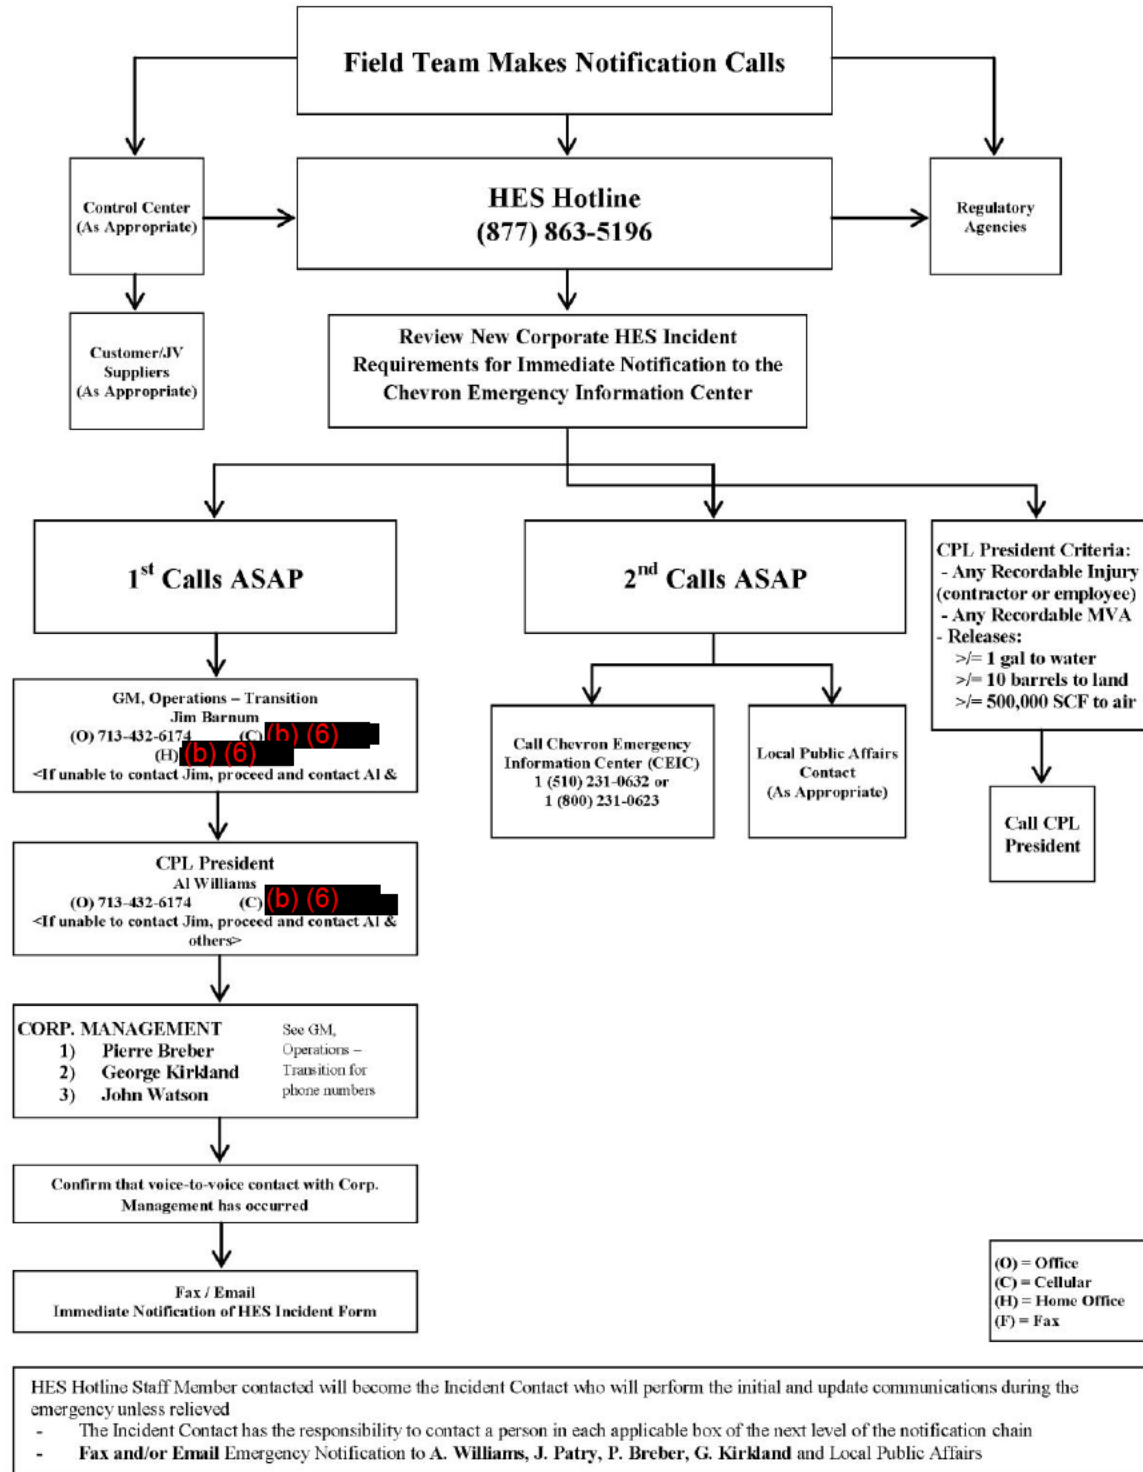 Field Team Makes Notification Calls
Control Center
(As Appropriate)
HES Hotline
(877) 863-5196
Regulatory
Agencies
Customer/JV
Suppliers
(As Appropriate)
Review New Corporate HES Incident
Requirements for Immediate Notification to the
Chevron Emergency Information Center
1st Calls ASAP
2nd Calls ASAP
CPL President Criteria:
- Any Recordable Injury
(contractor or employee)
- Any Recordable MVA
- Releases:
>/= 1 gal to water
>/= 10 barrels to land
>/= 500,000 SCF to air
GM, Operations – Transition
Jim Barnum
(O) 713-432-6174 (C) (b) (6)
(H) (b) (6)
<If unable to contact Jim, proceed and contact Al &
Call Chevron Emergency
Information Center (CEIC)
1 (510) 231-0632 or
1 (800) 231-0623
Local Public Affairs
Contact
(As Appropriate)
Call CPL
President
CPL President
Al Williams
(O) 713-432-6174 (C) (b) (6)
<If unable to contact Jim, proceed and contact Al &
others>
CORP. MANAGEMENT
1) Pierre Breber
2) George Kirkland
3) John Watson
See GM,
Operations –
Transition for
phone numbers
Confirm that voice-to-voice contact with Corp.
Management has occurred
Fax / Email
Immediate Notification of HES Incident Form
(O) = Office
(C) = Cellular
(H) = Home Office
(F) = Fax
HES Hotline Staff Member contacted will become the Incident Contact who will perform the initial and update communications during the
emergency unless relieved
- The Incident Contact has the responsibility to contact a person in each applicable box of the next level of the notification chain
- Fax and/or Email Emergency Notification to A. Williams, J. Patry, P. Breber, G. Kirkland and Local Public Affairs